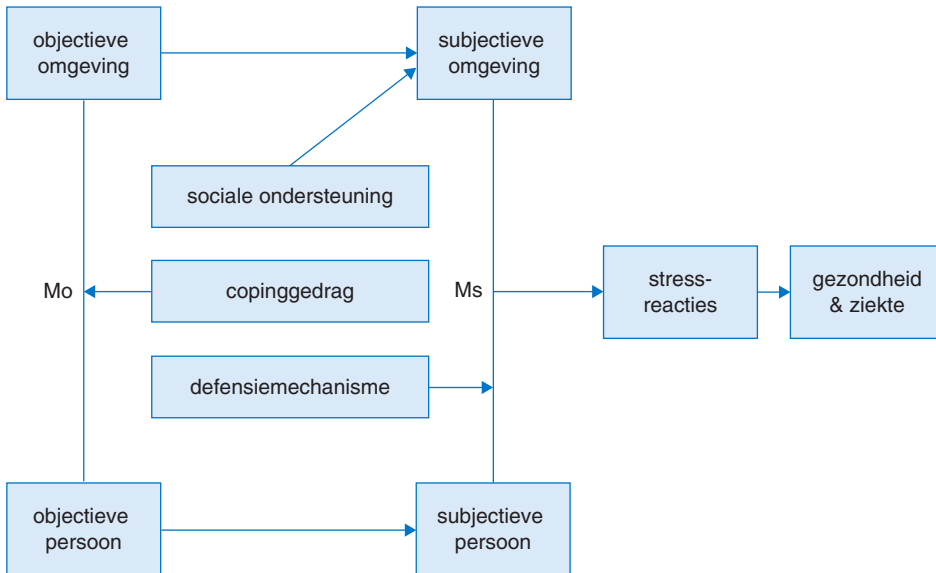 objectieve
omgeving
subjectieve
omgeving
sociale ondersteuning
Mo
copinggedrag
Ms
stress-
reacties
gezondheid
& ziekte
defensiemechanisme
objectieve
persoon
subjectieve
persoon